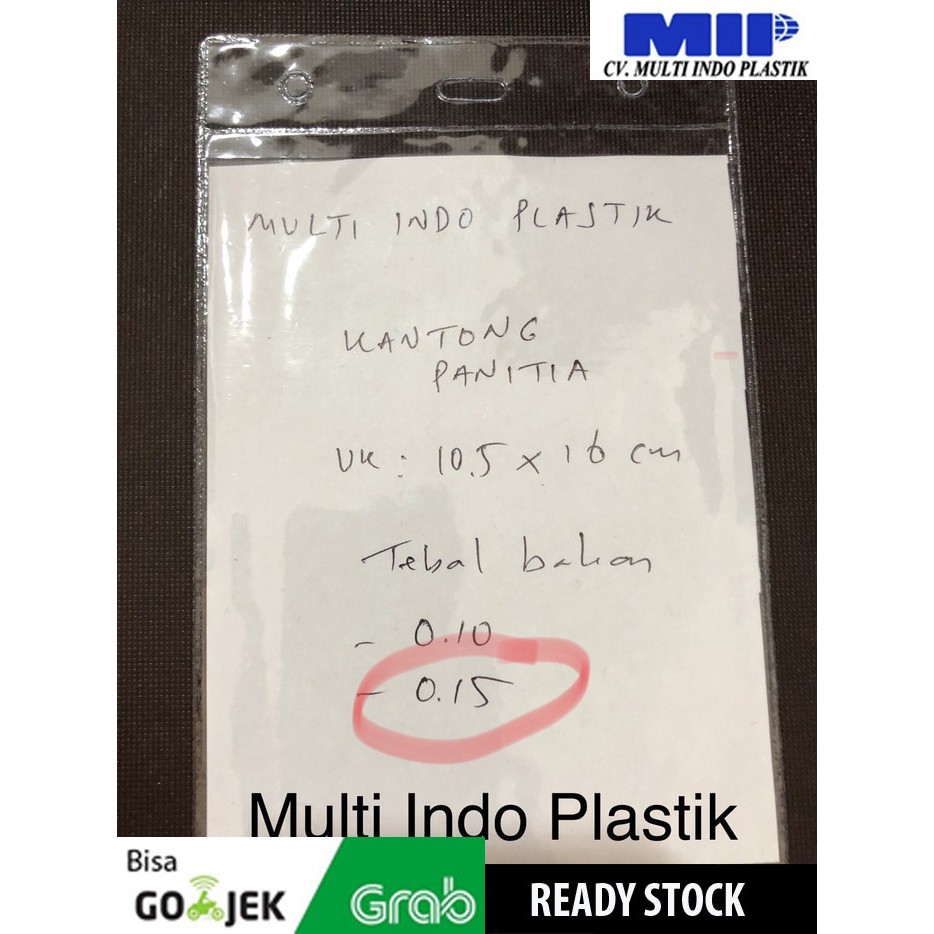 MIP
CV. MULTI INDO PLASTIK
MULTI INDO PLASTIK
KANTONG
PANITIA
UK : 10.5 x 16 cm
Tebal bahan
- 0.10
- 0.15
Multi Indo Plastik
Bisa
GOJEK
Grab
READY STOCK